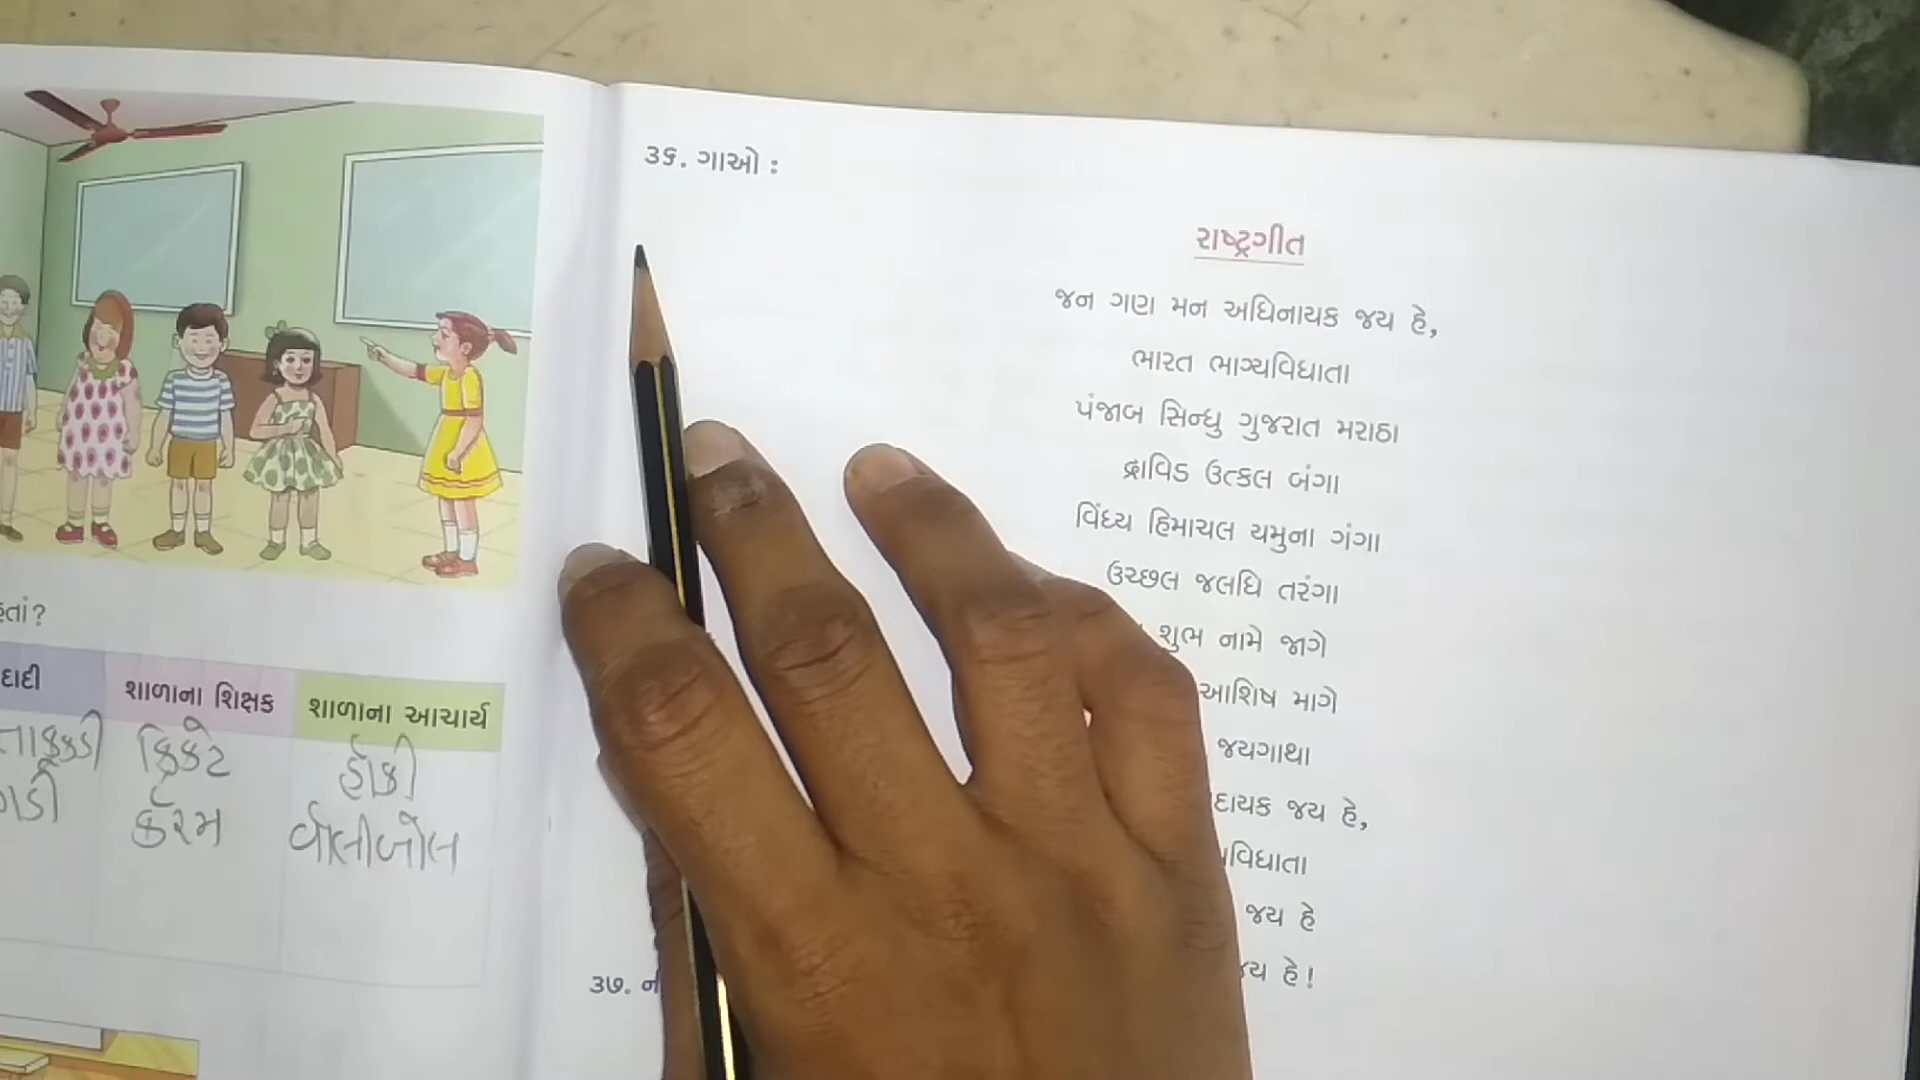 દાદી
શાળાના શિક્ષક
શાળાના આચાર્ય
ક્રિકેટ
કેરમ
હૉકી
વૉલીબોલ
૩૬. ગાઓ :
રાષ્ટ્રગીત
જન ગણ મન અધિનાયક જય હે,
ભારત ભાગ્યવિધાતા
પંજાબ સિન્ધુ ગુજરાત મરાઠા
દ્રાવિડ ઉત્કલ બંગા
વિંધ્ય હિમાચલ યમુના ગંગા
ઉચ્છલ જલધિ તરંગા
શુભ નામે જાગે
આશિષ માગે
જયગાથા
દાયક જય હે,
વિધાતા
જય હે
જય હે!
૩૭.